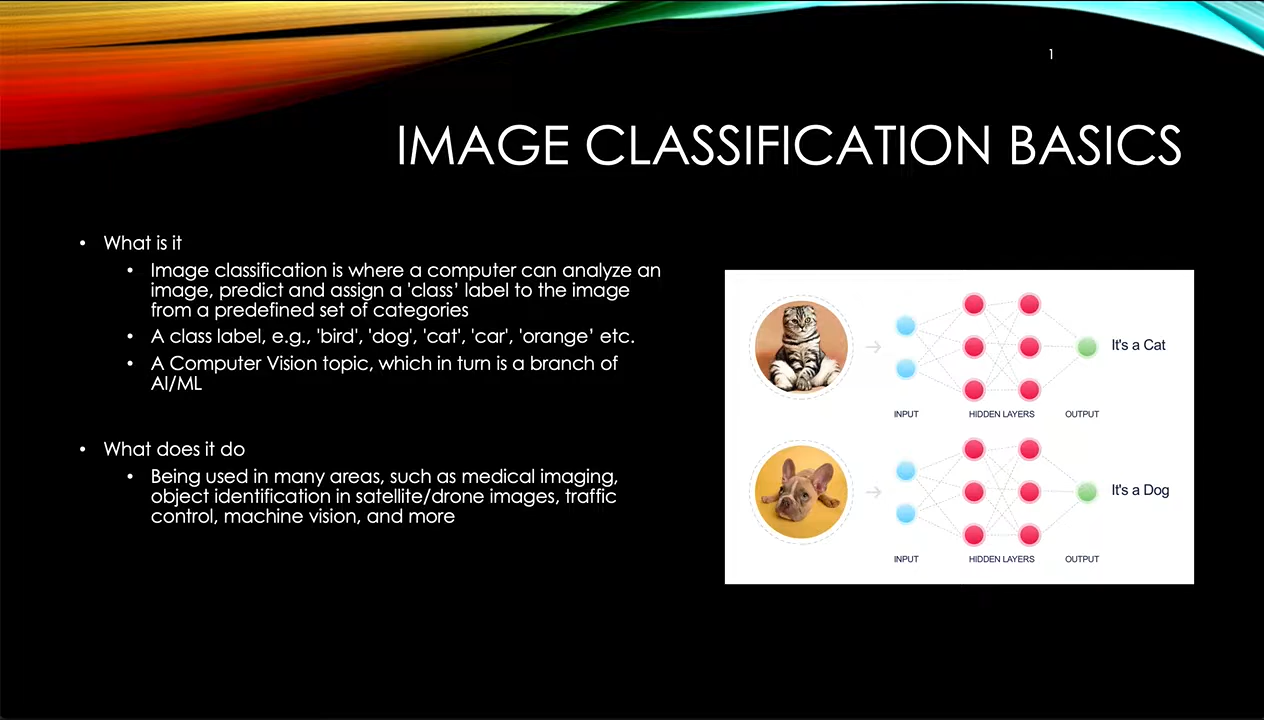 1
IMAGE CLASSIFICATION BASICS
• What is it
• Image classification is where a computer can analyze an
image, predict and assign a 'class’ label to the image
from a predefined set of categories
• A class label, e.g., 'bird', 'dog', 'cat', 'car', 'orange’ etc.
• A Computer Vision topic, which in turn is a branch of
AI/ML
• What does it do
• Being used in many areas, such as medical imaging,
object identification in satellite/drone images, traffic
control, machine vision, and more
It's a Cat
INPUT HIDDEN LAYERS OUTPUT
It's a Dog
INPUT HIDDEN LAYERS OUTPUT